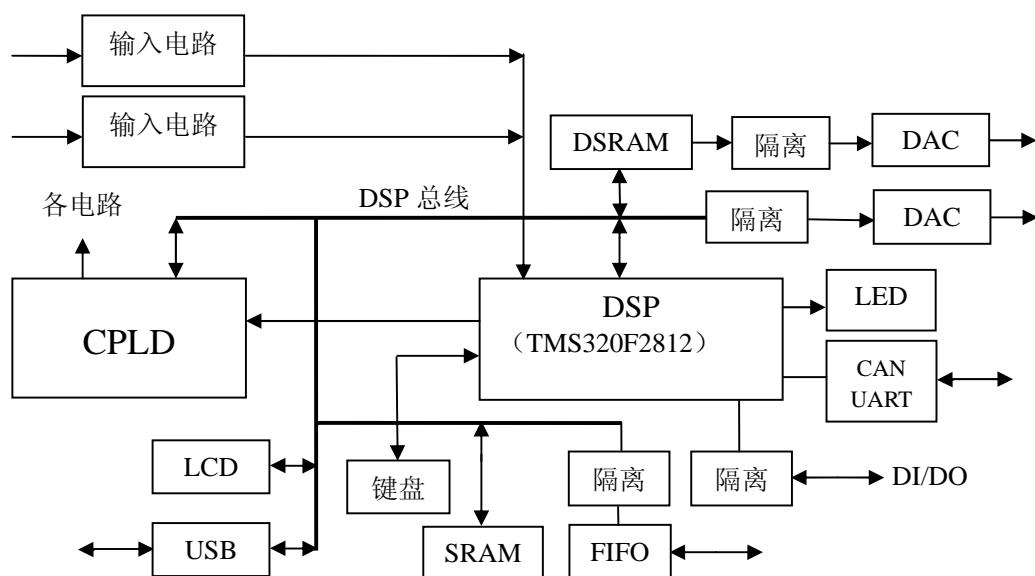 输入电路
输入电路
DSRAM
隔离
DAC
各电路
DSP 总线
隔离
DAC
CPLD
DSP
（TMS320F2812）
LED
CAN
UART
LCD
键盘
隔离
隔离
DI/DO
USB
SRAM
FIFO